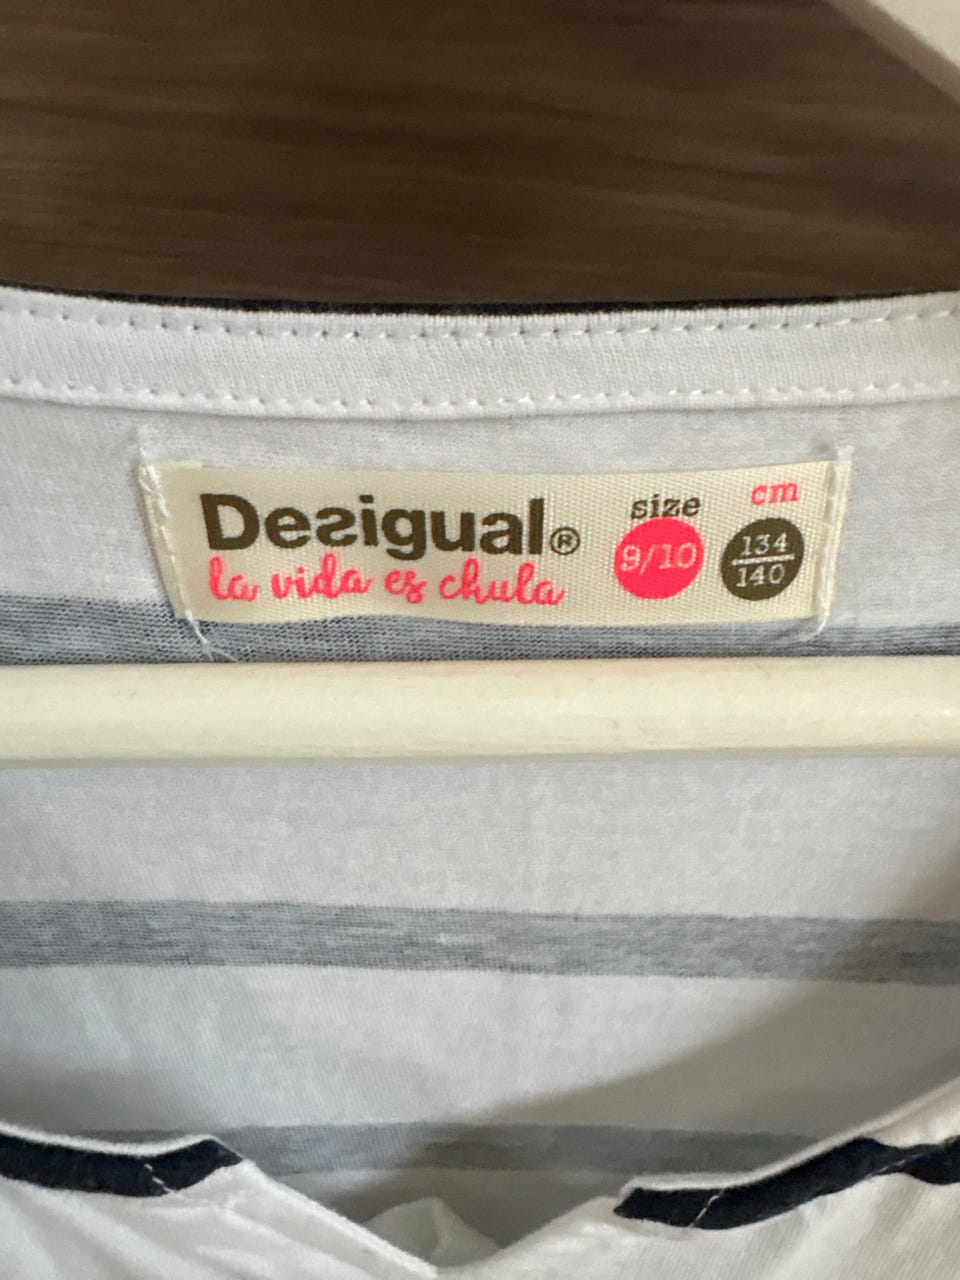 Desigual®
la vida es chula
size
9/10
cm
134
140